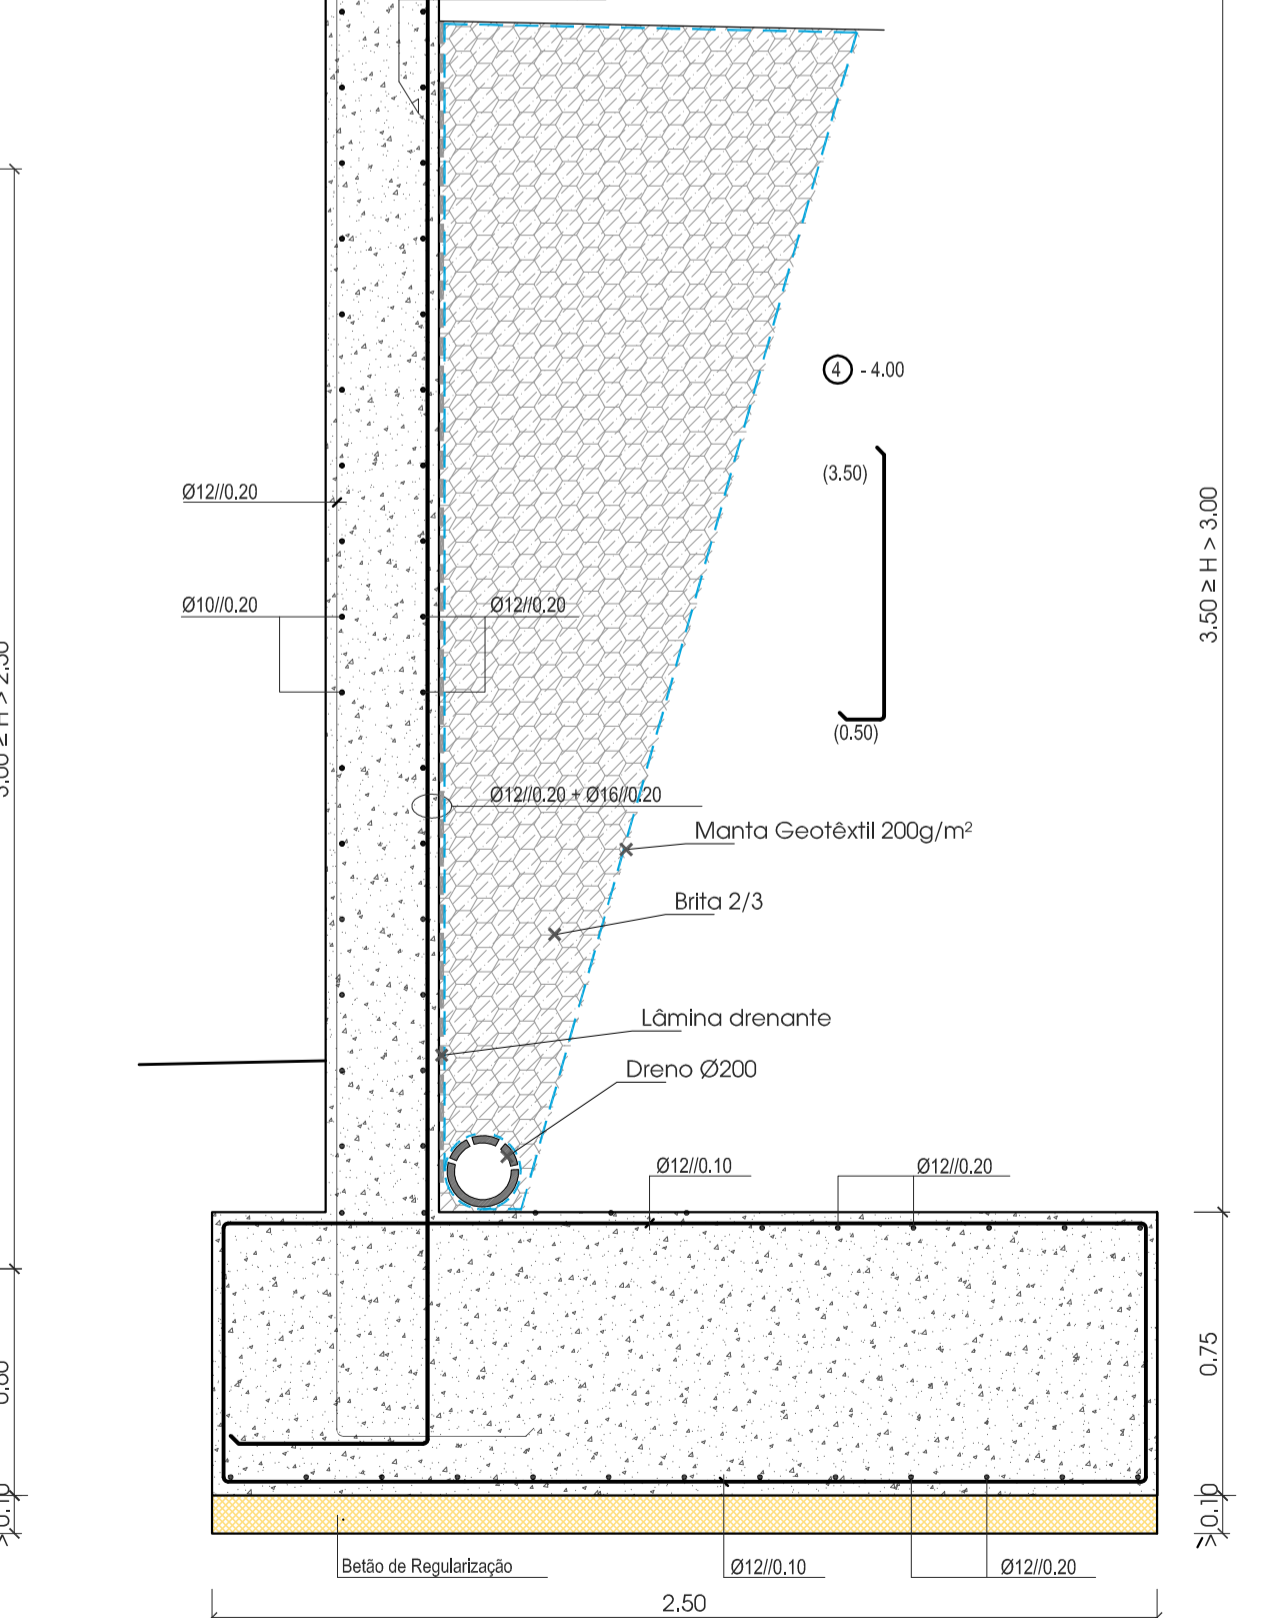 ④ - 4.00
(3.50)
Ø12//0.20
3.50 ≥ H > 3.00
Ø10//0.20
Ø12//0.20
(0.50)
Ø12//0.20 + Ø16//0.20
Manta Geotêxtil 200g/m²
Brita 2/3
Lâmina drenante
Dreno Ø200
Ø12//0.10
Ø12//0.20
0.75
≥0.10
Betão de Regularização
Ø12//0.10
Ø12//0.20
2.50